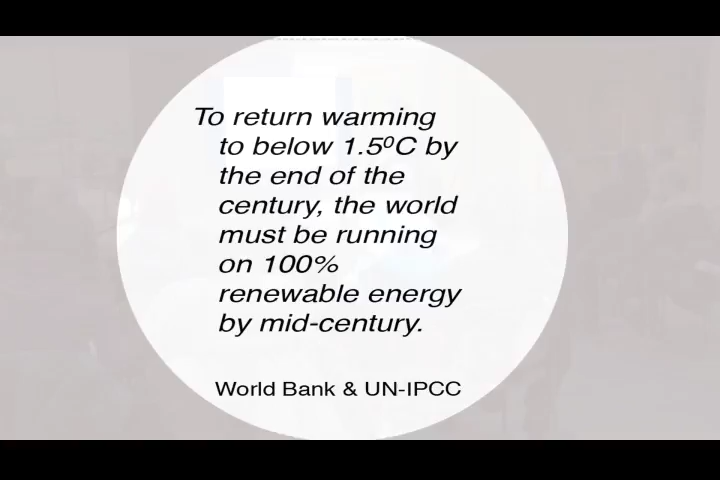 To return warming
to below 1.5⁰C by
the end of the
century, the world
must be running
on 100%
renewable energy
by mid-century.
World Bank & UN-IPCC